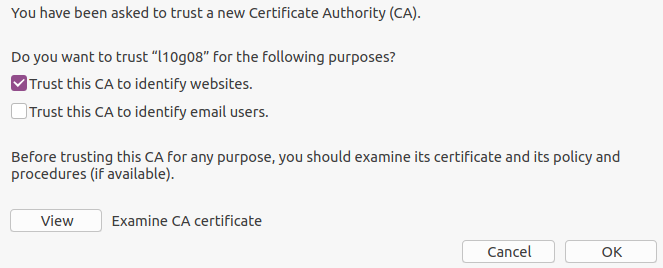 You have been asked to trust a new Certificate Authority (CA).
Do you want to trust “l10g08” for the following purposes?
Trust this CA to identify websites.
Trust this CA to identify email users.
Before trusting this CA for any purpose, you should examine its certificate and its policy and
procedures (if available).
View Examine CA certificate
Cancel OK